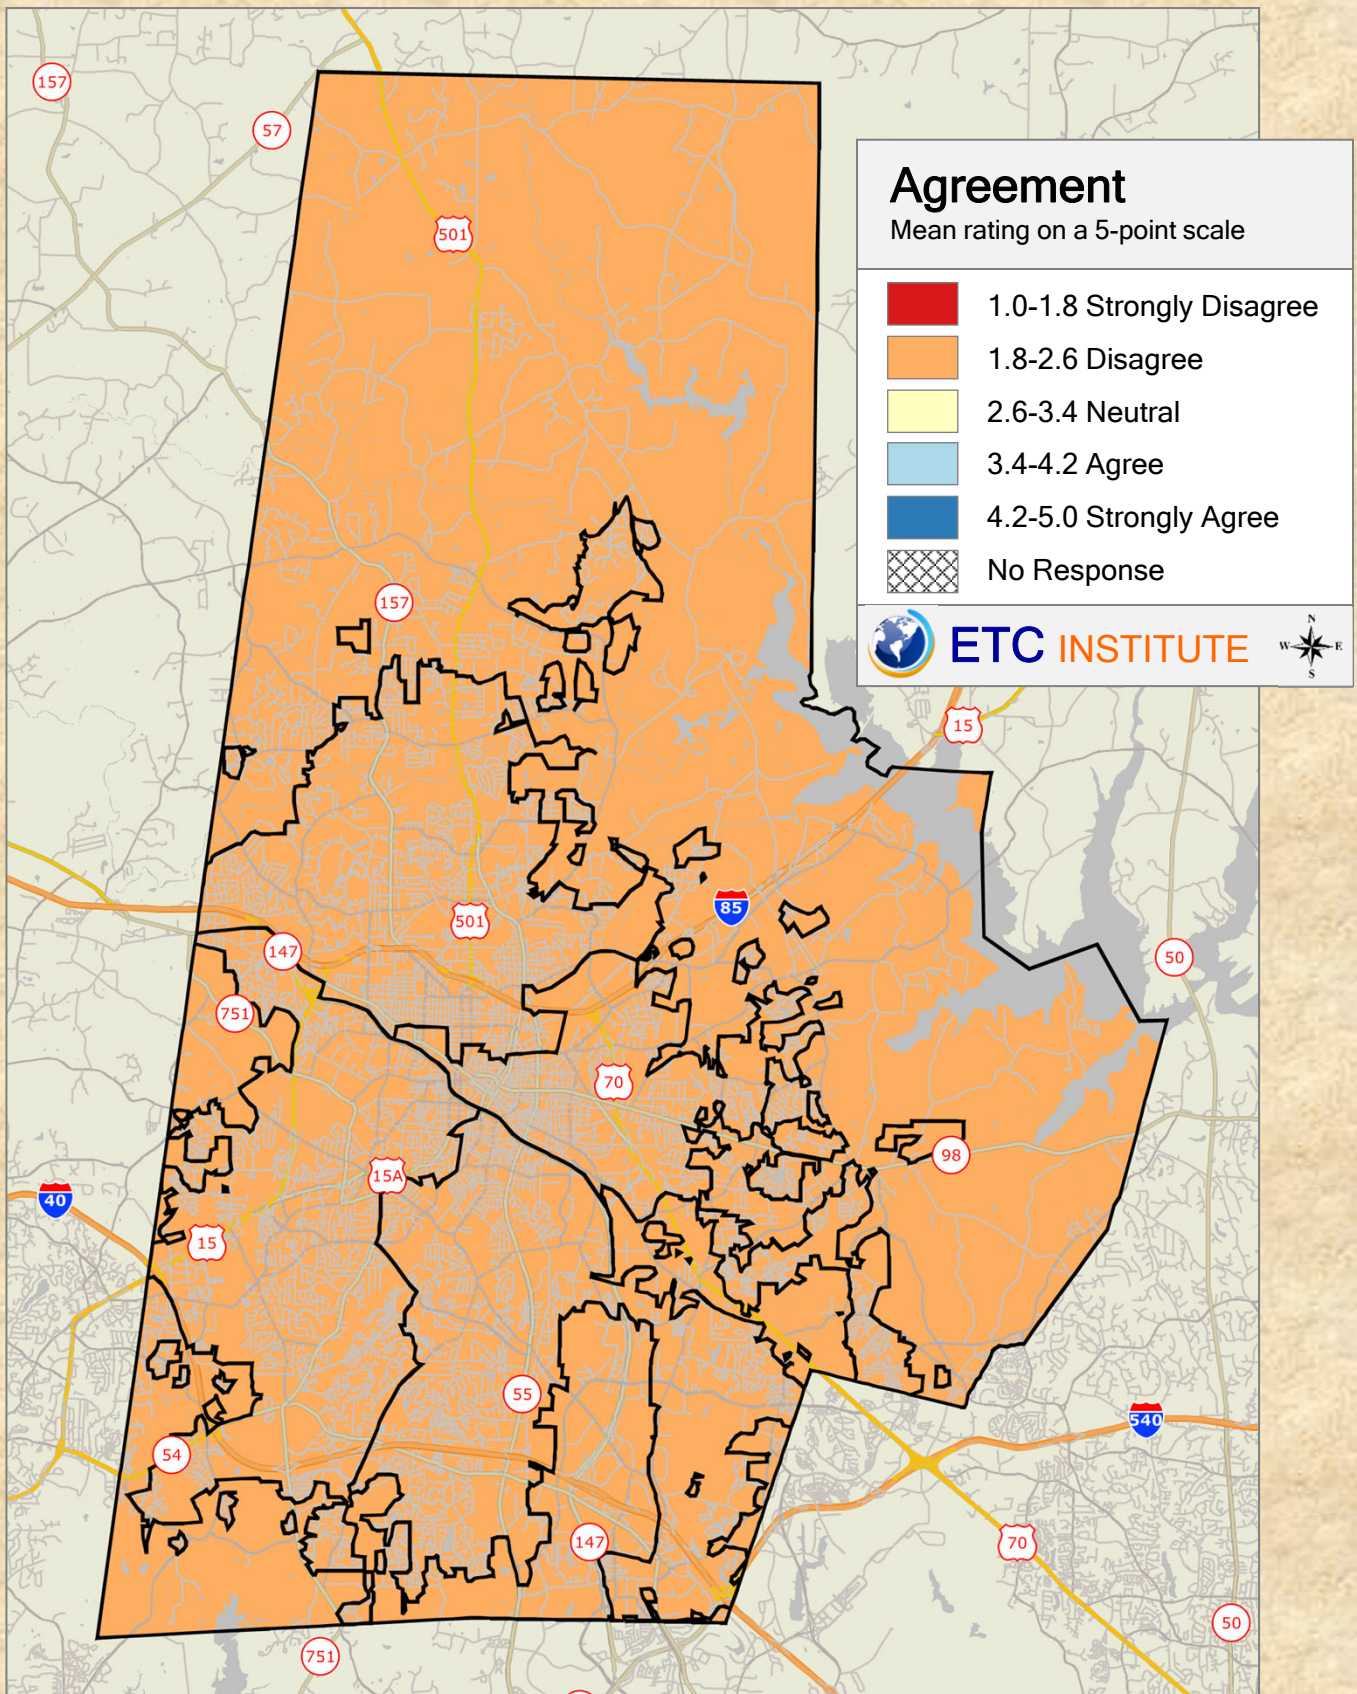 157
57
501
Agreement
Mean rating on a 5-point scale
1.0-1.8 Strongly Disagree
1.8-2.6 Disagree
2.6-3.4 Neutral
3.4-4.2 Agree
4.2-5.0 Strongly Agree
No Response
ETC INSTITUTE
N
W E
S
157
15
85
501
147
50
751
70
98
15A
40
15
55
540
54
147
70
50
751